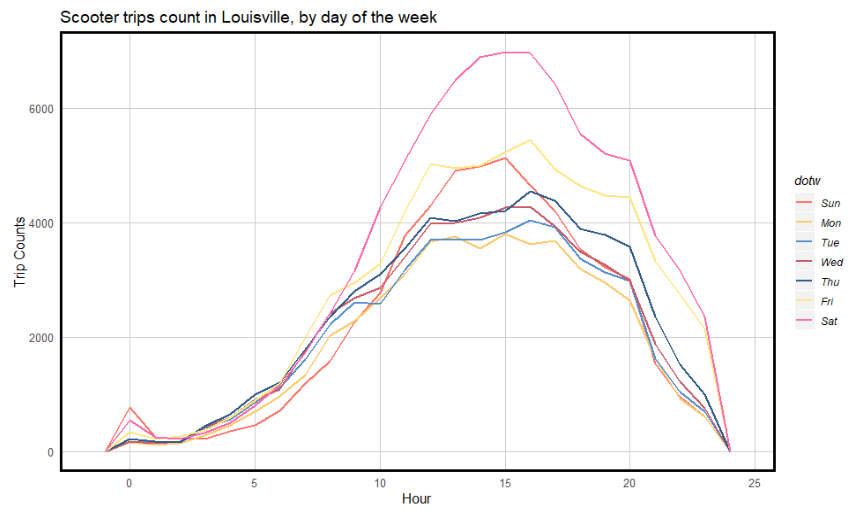 Scooter trips count in Louisville, by day of the week
6000
4000
2000
0
Trip Counts
0 5 10 15 20 25
Hour
dotw
Sun
Mon
Tue
Wed
Thu
Fri
Sat